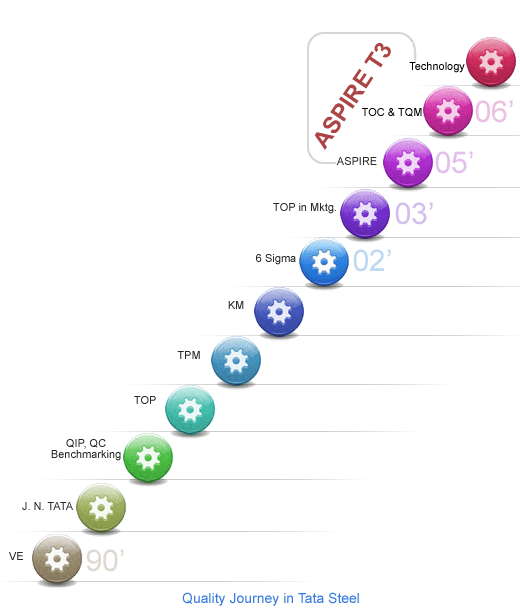 ASPIRE T3
Technology
TOC & TQM 06’
ASPIRE 05’
TOP in Mktg. 03’
6 Sigma 02’
KM
TPM
TOP
QIP, QC
Benchmarking
J. N. TATA
VE 90’
Quality Journey in Tata Steel